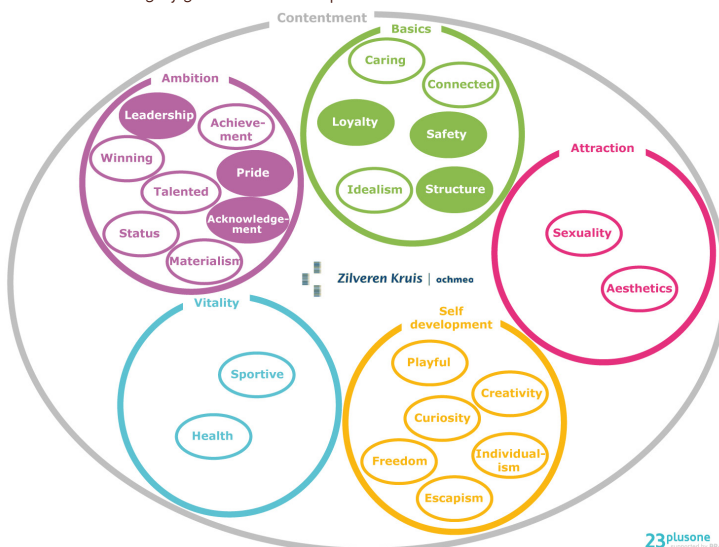 Contentment
Basics
Caring
Connected
Loyalty
Safety
Idealism
Structure
Ambition
Leadership
Achieve-
ment
Winning
Pride
Talented
Acknowledge-
ment
Status
Materialism
Attraction
Sexuality
Aesthetics
Zilveren Kruis | achmea
Vitality
Sportive
Health
Self
development
Playful
Creativity
Curiosity
Freedom
Individual-
ism
Escapism
23plusone